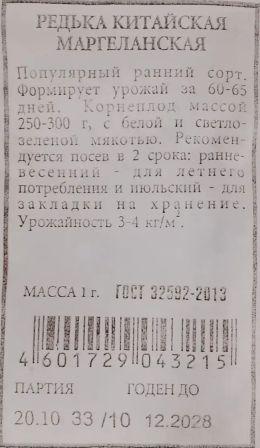 РЕДЬКА КИТАЙСКАЯ
МАРГЕЛАНСКАЯ
Популярный ранний сорт.
Формирует урожай за 60-65
дней. Корнеплод массой
250-300 г, с белой и светло-
зеленой мякотью. Рекомен-
дуется посев в 2 срока: ранне-
весенний - для летнего
потребления и июльский - для
закладки на хранение.
Урожайность 3-4 кг/м².
МАССА 1 г. ГОСТ 32592-2013
4 601729 043215
ПАРТИЯ ГОДЕН ДО
20.10 33/10 12.2028